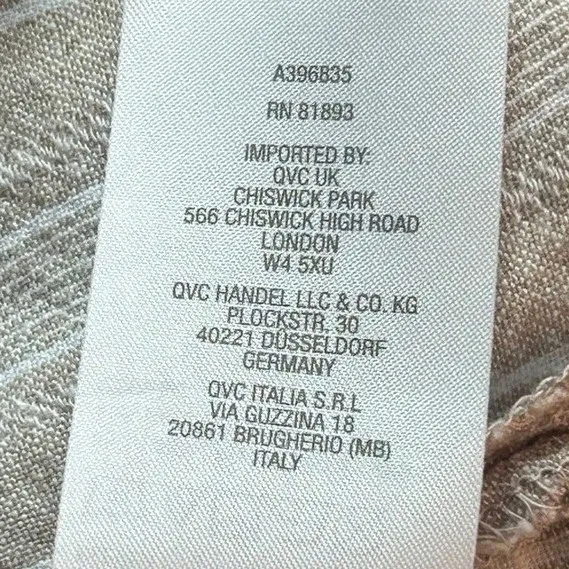 A396835
RN 81893
IMPORTED BY:
QVC UK
CHISWICK PARK
566 CHISWICK HIGH ROAD
LONDON
W4 5XU
QVC HANDEL LLC & CO. KG
PLOCKSTR. 30
40221 DÜSSELDORF
GERMANY
QVC ITALIA S.R.L
VIA GUZZINA 18
20861 BRUGHERIO (MB)
ITALY